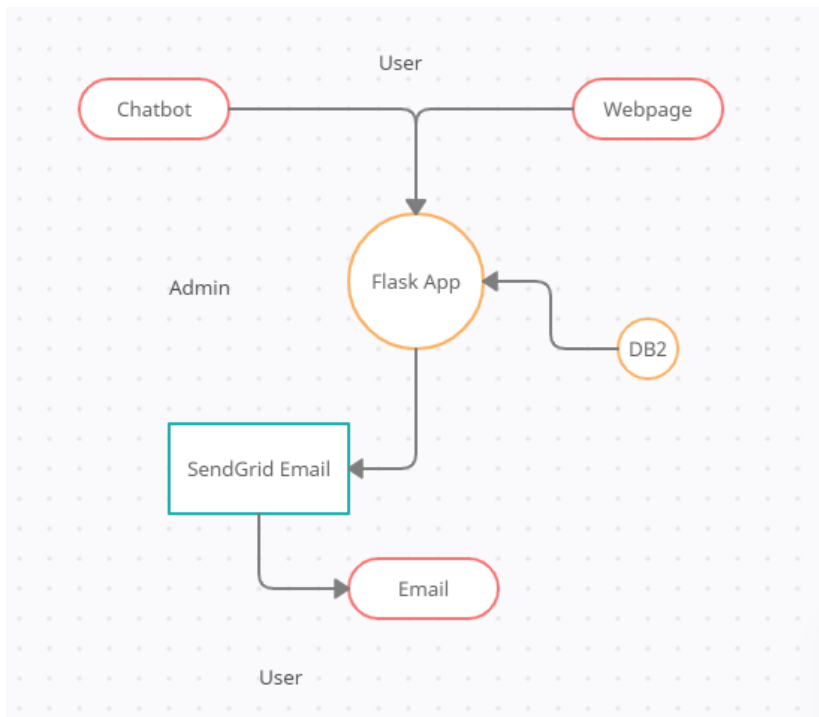 User
Chatbot
Webpage
Flask App
Admin
DB2
SendGrid Email
Email
User